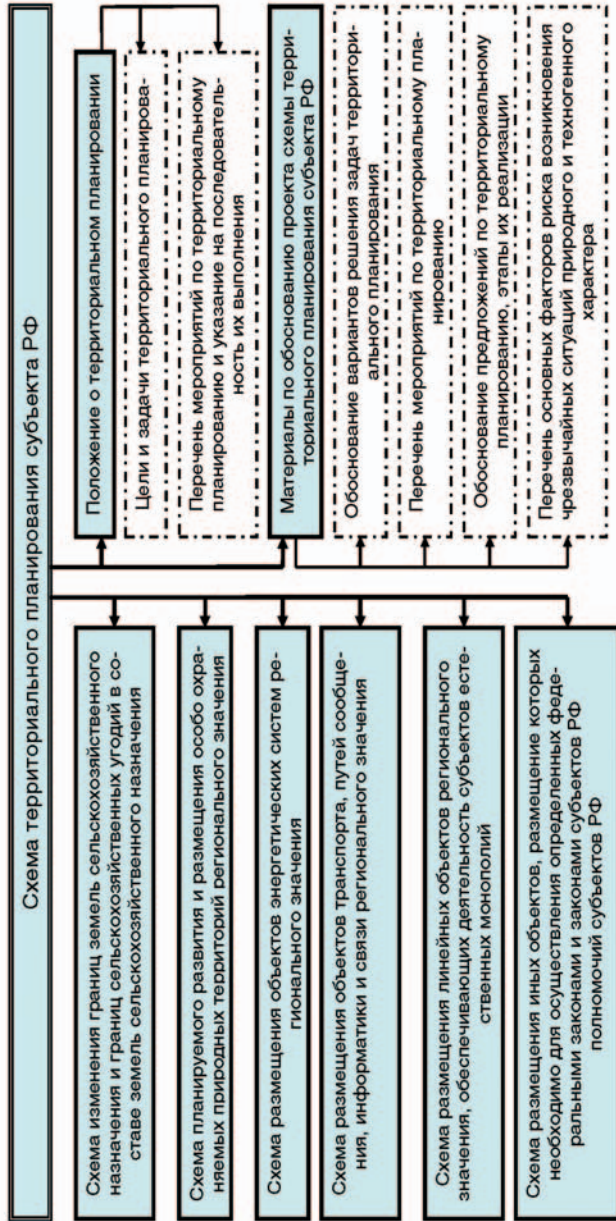 Схема территориального планирования субъекта РФ
Схема изменения границ земель сельскохозяйственного
назначения и границ сельскохозяйственных угодий в со-
ставе земель сельскохозяйственного назначения
Схема планируемого развития и размещения особо охра-
няемых природных территорий регионального значения
Схема размещения объектов энергетических систем ре-
гионального значения
Схема размещения объектов транспорта, путей сообще-
ния, информатики и связи регионального значения
Схема размещения линейных объектов регионального
значения, обеспечивающих деятельность субъектов есте-
ственных монополий
Схема размещения иных объектов, размещение которых
необходимо для осуществления определенных феде-
ральными законами и законами субъектов РФ
полномочий субъектов РФ
Положение о территориальном планировании
Цели и задачи территориального планирова-
Перечень мероприятий по территориальному
планированию и указание на последователь-
ность их выполнения
Материалы по обоснованию проекта схемы терри-
ториального планирования субъекта РФ
Обоснование вариантов решения задач территори-
ального планирования
Перечень мероприятий по территориальному пла-
нированию
Обоснование предложений по территориальному
планированию, этапы их реализации
Перечень основных факторов риска возникновения
чрезвычайных ситуаций природного и техногенного
характера